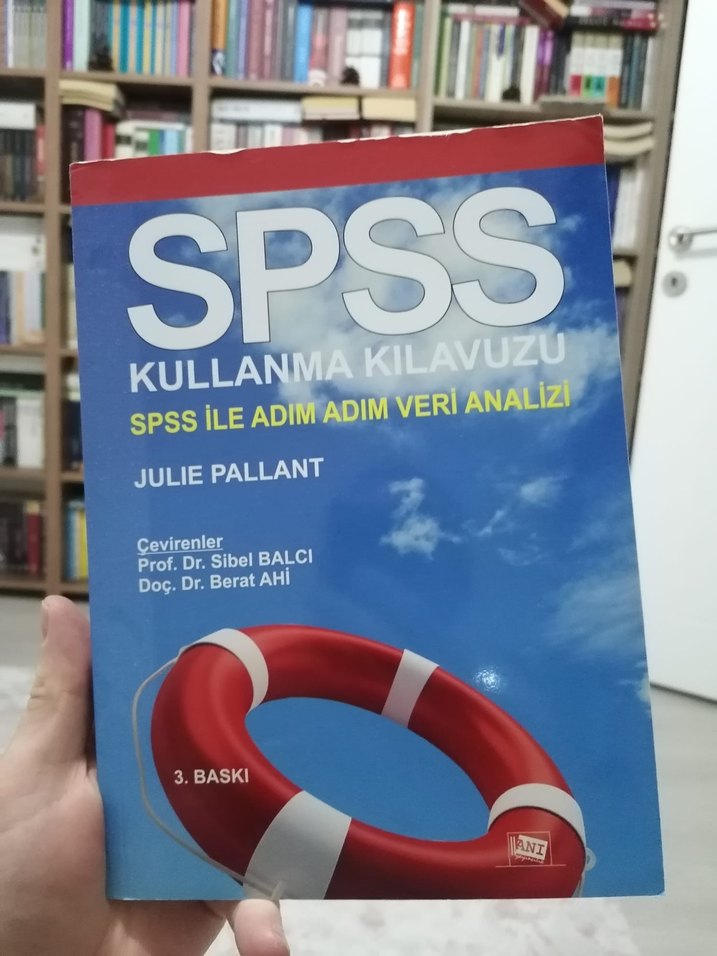 SPSS
KULLANMA KILAVUZU
SPSS İLE ADIM ADIM VERİ ANALİZİ
JULIE PALLANT
Çevirenler
Prof. Dr. Sibel BALCI
Doç. Dr. Berat AHİ
3. BASKI
ANI
yayıncılık